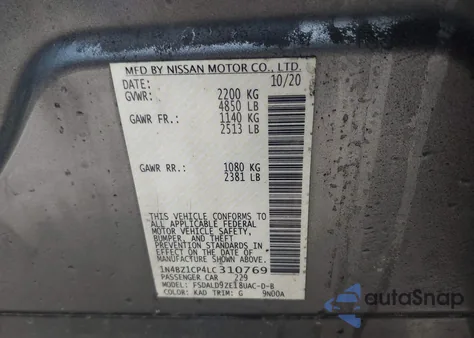 MFD BY NISSAN MOTOR CO., LTD.
DATE: 10/20
GVWR: 2200 KG
4850 LB
GAWR FR.: 1140 KG
2513 LB
GAWR RR.: 1080 KG
2381 LB
THIS VEHICLE CONFORMS TO
ALL APPLICABLE FEDERAL
MOTOR VEHICLE SAFETY,
BUMPER, AND THEFT
PREVENTION STANDARDS
IN EFFECT ON THE DATE OF
MANUFACTURE SHOWN ABOVE.
1N4BZ1CP4LC310769
PASSENGER CAR 229
MODEL: FSDALD9ZE18UAC-D-B
COLOR: KAD TRIM: G 9N00A
autoSnap